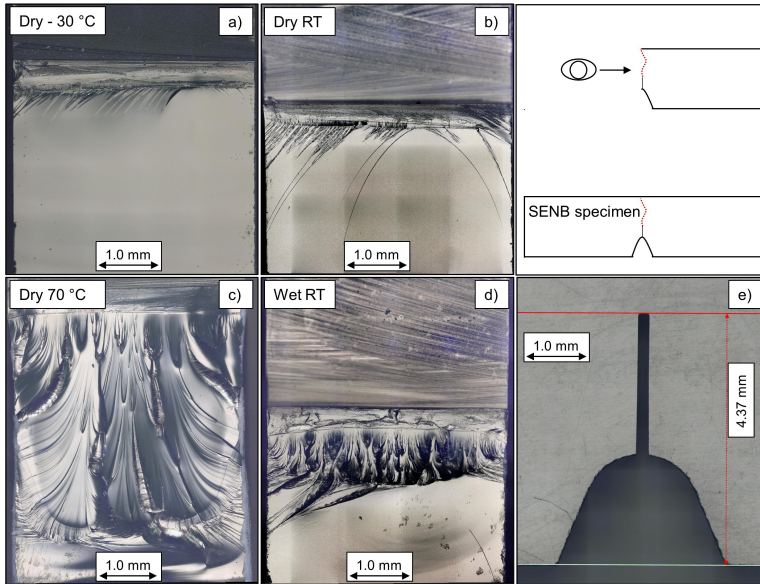 Dry - 30 °C
a)
1.0 mm
Dry RT
b)
1.0 mm
SENB specimen
Dry 70 °C
c)
1.0 mm
Wet RT
d)
1.0 mm
e)
1.0 mm
4.37 mm